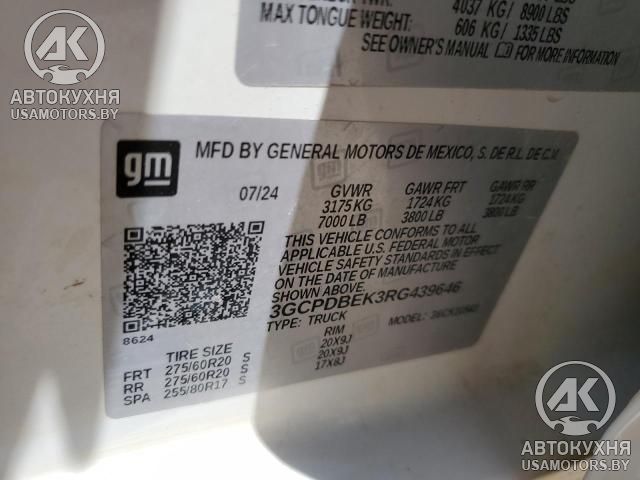 4037 KG / 8900 LBS
MAX TONGUE WEIGHT: 606 KG / 1335 LBS
SEE OWNER'S MANUAL FOR MORE INFORMATION
gm
MFD BY GENERAL MOTORS DE MEXICO, S. DE R.L. DE C.V.
07/24 GVWR GAWR FRT GAWR RR
3175 KG 1724 KG 1724 KG
7000 LB 3800 LB 3800 LB
THIS VEHICLE CONFORMS TO ALL
APPLICABLE U.S. FEDERAL MOTOR
VEHICLE SAFETY STANDARDS IN
EFFECT ON THE DATE OF MANUFACTURE
SHOWN ABOVE.
3GCPDBEK3RG439646
TYPE: TRUCK MODEL:
8624
TIRE SIZE RIM
FRT 275/60R20 S 20X9J
RR 275/60R20 S 20X9J
SPA 255/80R17 S 17X8J
АК
АВТОКУХНЯ
USAMOTORS.BY
АК
АВТОКУХНЯ
USAMOTORS.BY